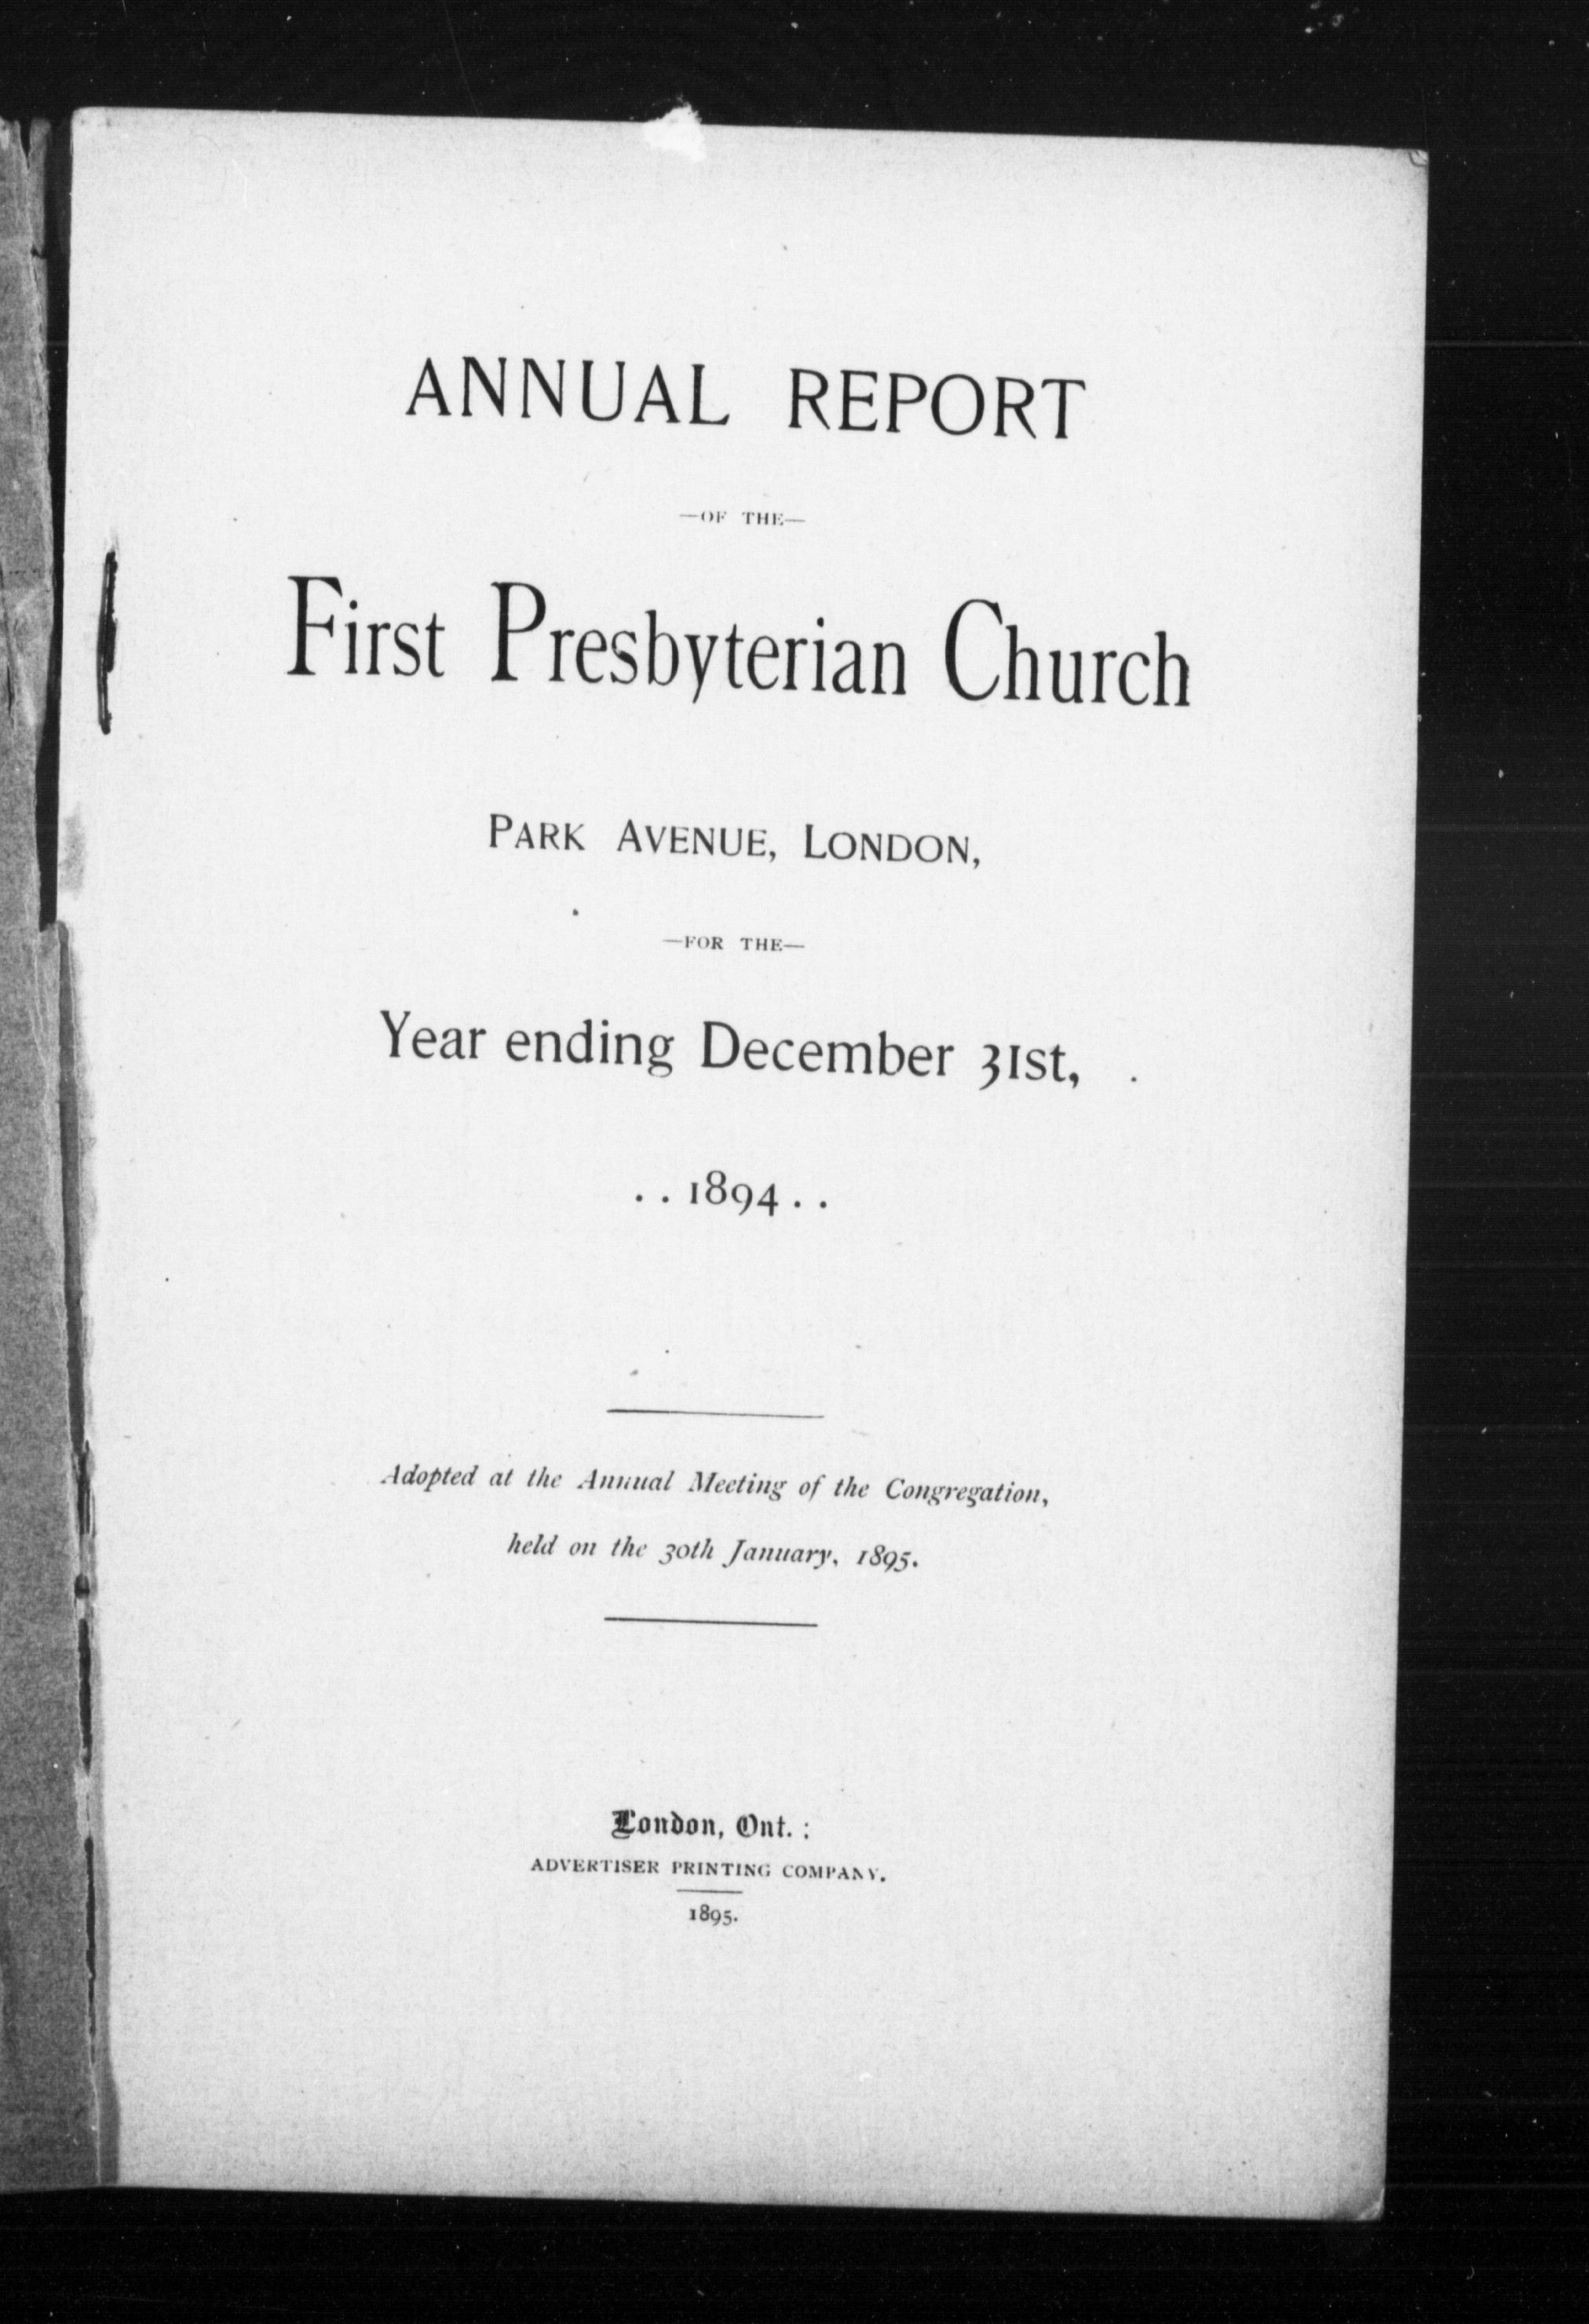 ANNUAL REPORT
—OF THE—
First Presbyterian Church
PARK AVENUE, LONDON,
—FOR THE—
Year ending December 31st,
. . 1894 . .
Adopted at the Annual Meeting of the Congregation,
held on the 30th January, 1895.
London, Ont. :
ADVERTISER PRINTING COMPANY.
1895.